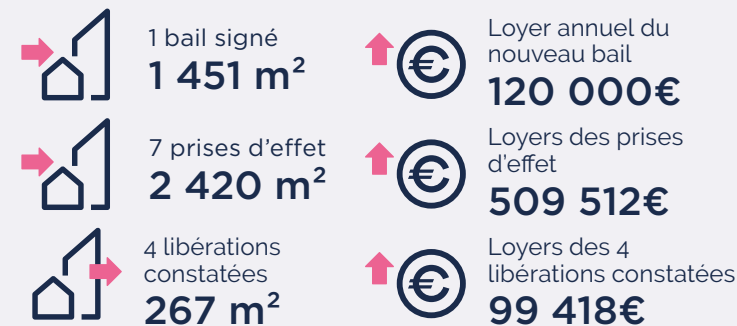 1 bail signé
1 451 m²
Loyer annuel du
nouveau bail
120 000€
7 prises d’effet
2 420 m²
Loyers des prises
d’effet
509 512€
4 libérations
constatées
267 m²
Loyers des 4
libérations constatées
99 418€